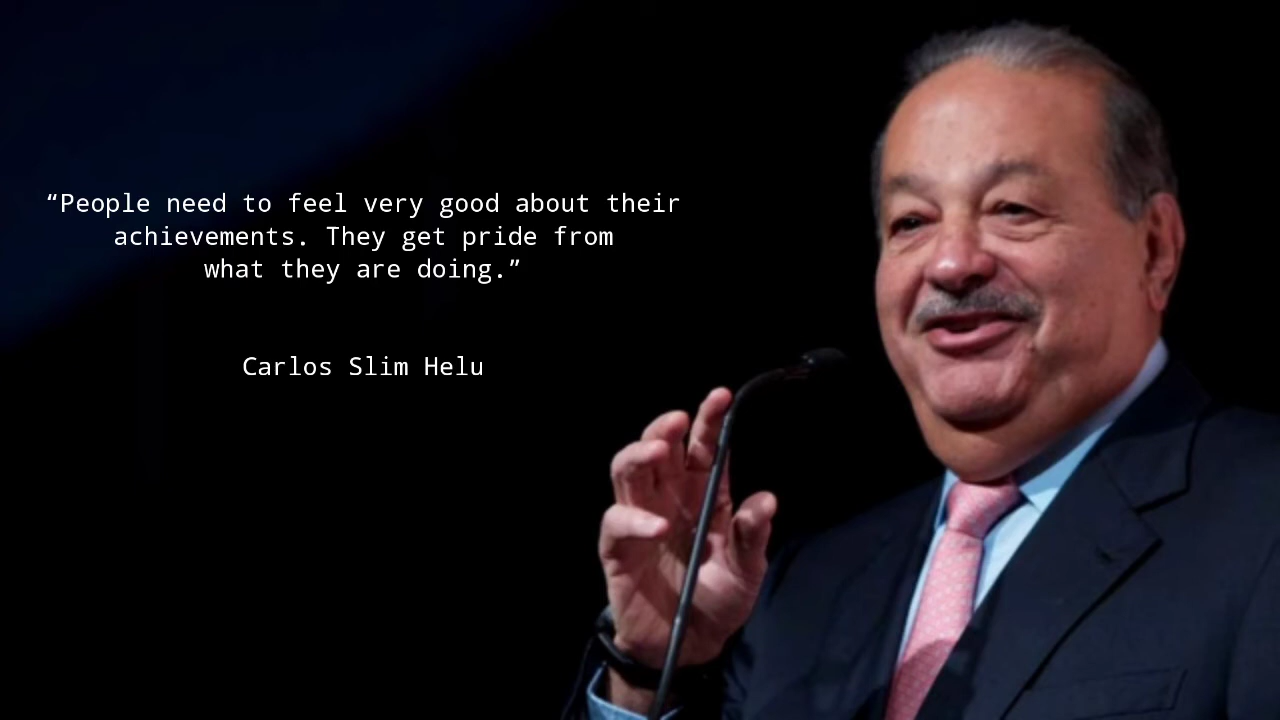 “People need to feel very good about their
achievements. They get pride from
what they are doing.”
Carlos Slim Helu